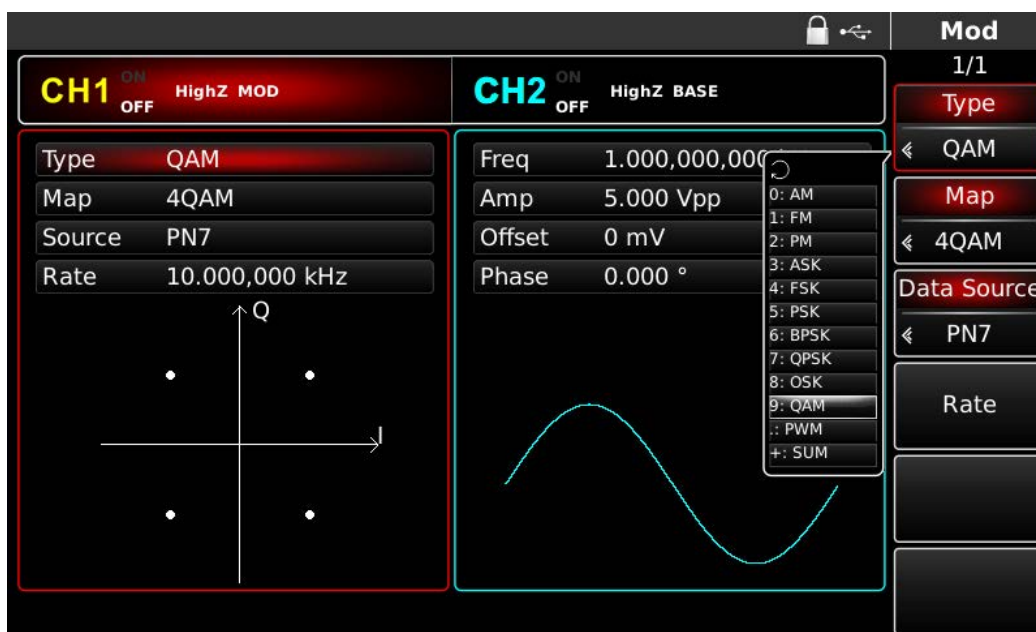 Mod
1/1
CH1 ON OFF HighZ MOD
CH2 ON OFF HighZ BASE
Type QAM
Map 4QAM
Source PN7
Rate 10.000,000 kHz
Q
I
Freq 1.000,000,000
Amp 5.000 Vpp
Offset 0 mV
Phase 0.000 °
0: AM
1: FM
2: PM
3: ASK
4: FSK
5: PSK
6: BPSK
7: QPSK
8: OSK
9: QAM
.: PWM
+: SUM
Type
QAM
Map
4QAM
Data Source
PN7
Rate